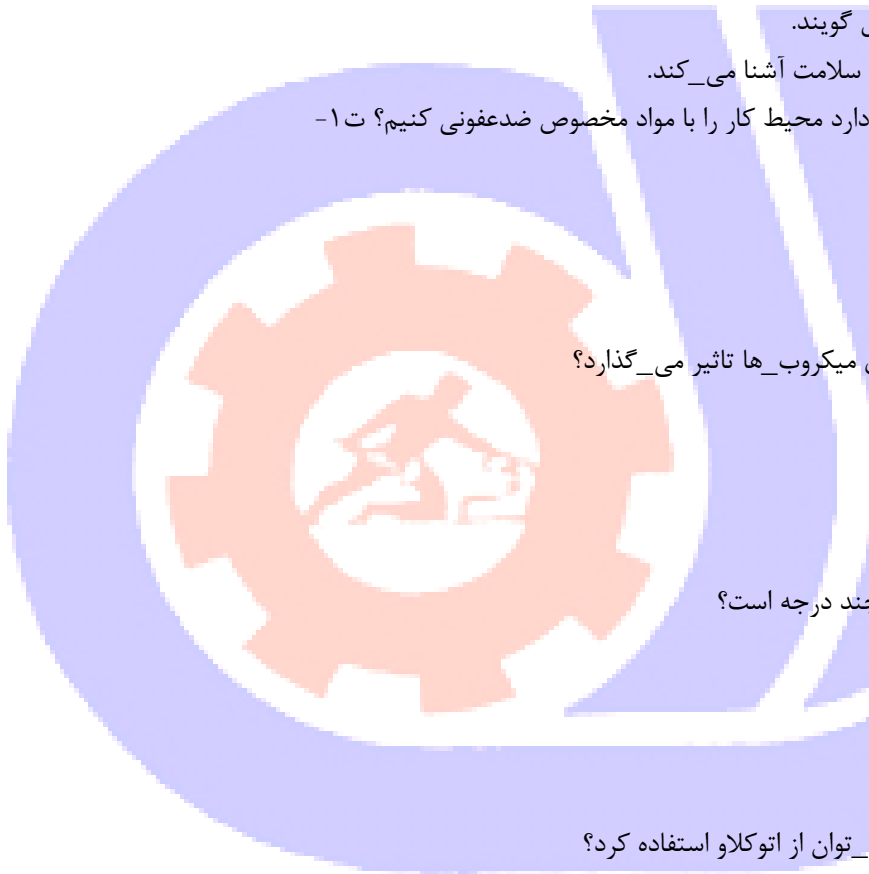 گویند.
سلامت آشنا می_کند.
دارد محیط کار را با مواد مخصوص ضدعفونی کنیم؟ ت۱-
میکروب_ها تاثیر می_گذارد؟
چند درجه است؟
_توان از اتوکلاو استفاده کرد؟